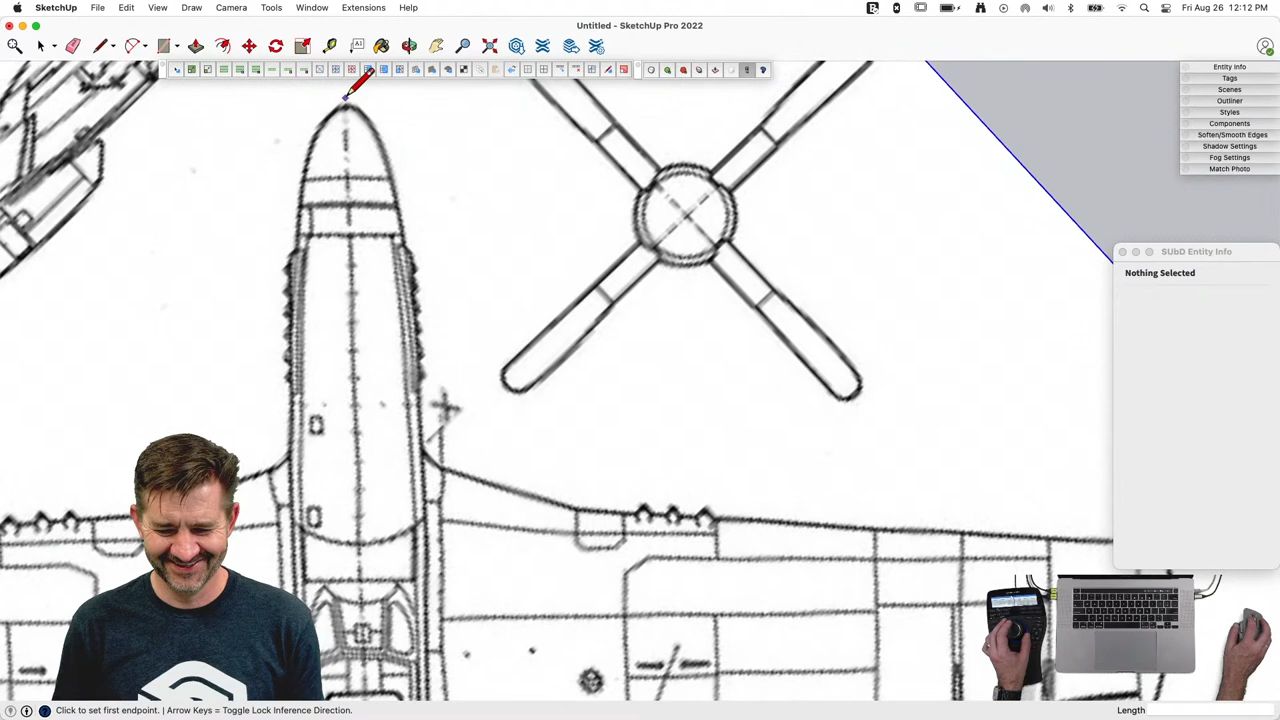 SketchUp File Edit View Draw Camera Tools Window Extensions Help
Fri Aug 26 12:12 PM
Untitled - SketchUp Pro 2022
Entity Info
Tags
Scenes
Outliner
Styles
Components
Soften/Smooth Edges
Shadow Settings
Fog Settings
Match Photo
SUbD Entity Info
Nothing Selected
Click to set first endpoint. | Arrow Keys = Toggle Lock Inference Direction.
Length